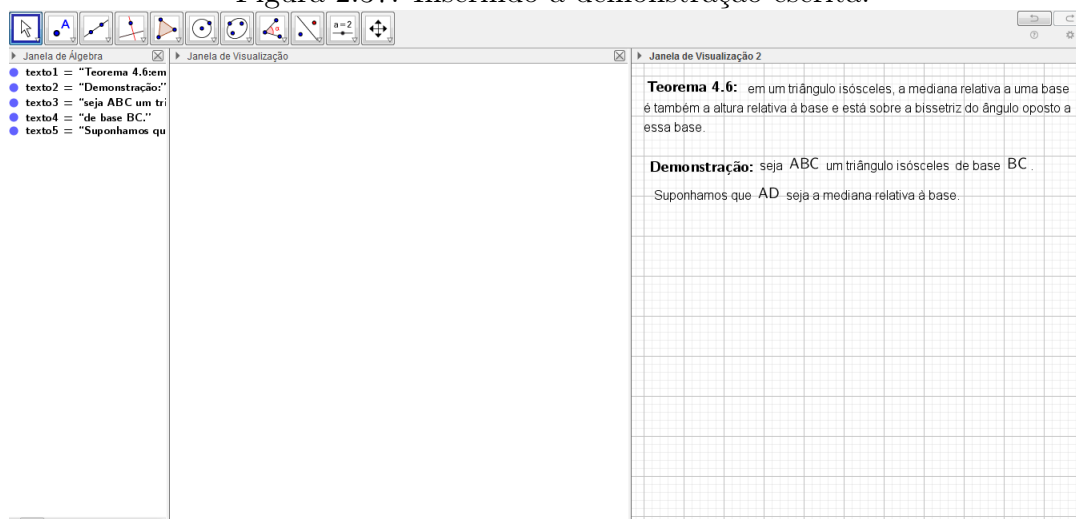 Figura 2.37: Inserindo a demonstração escrita.
A
a=2
Janela de Álgebra
Janela de Visualização
Janela de Visualização 2
texto1 = "Teorema 4.6:em
texto2 = "Demonstração:"
texto3 = "seja ABC um tri
texto4 = "de base BC."
texto5 = "Suponhamos qu
Teorema 4.6: em um triângulo isósceles, a mediana relativa a uma base
é também a altura relativa à base e está sobre a bissetriz do ângulo oposto a
essa base.
Demonstração: seja ABC um triângulo isósceles de base BC .
Suponhamos que AD seja a mediana relativa à base.